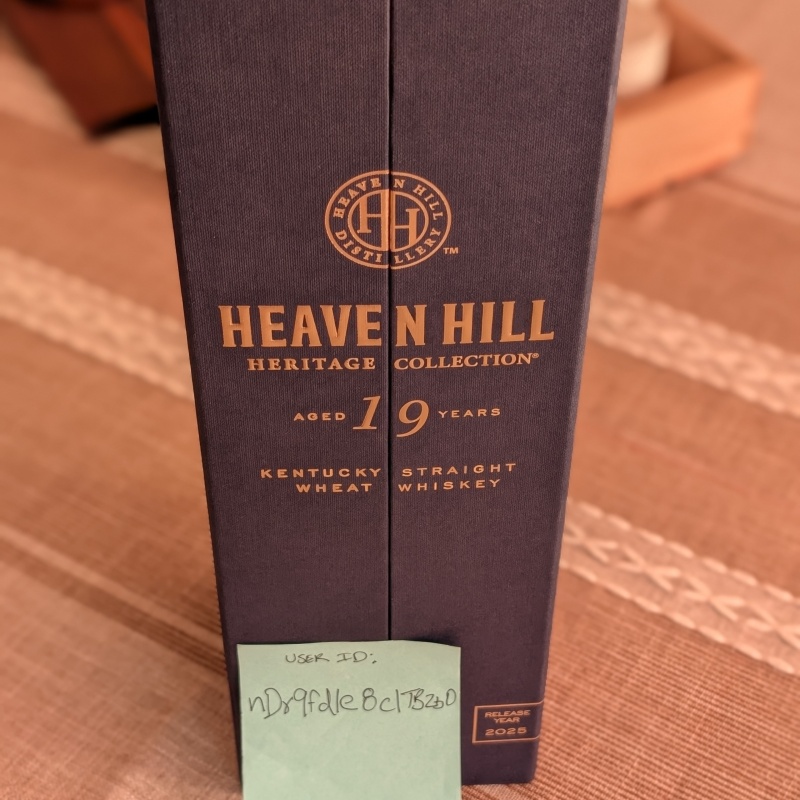 HEAVEN HILL
HH
DISTILLERY
™
HEAVEN HILL
HERITAGE COLLECTION®
AGED 19 YEARS
KENTUCKY STRAIGHT
WHEAT WHISKEY
USER ID:
RELEASE
YEAR
2025